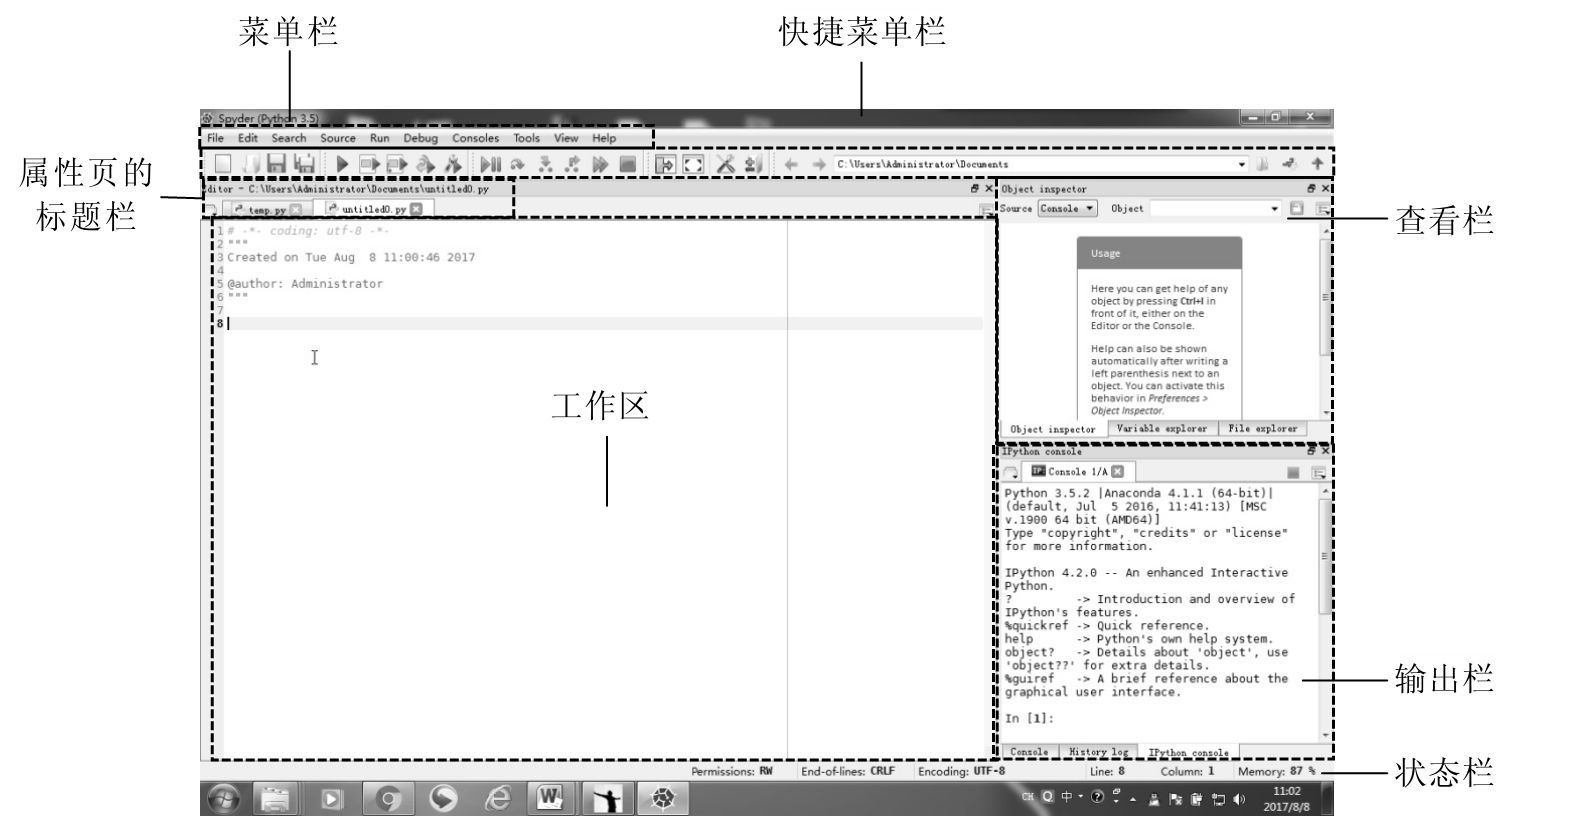 菜单栏
快捷菜单栏
Spyder (Python 3.5)
File Edit Search Source Run Debug Consoles Tools View Help
属性页的
标题栏
C:\Users\Administrator\Documents
ditor - C:\Users\Administrator\Documents\untitled0.py
temp.py untitled0.py
1 # -*- coding: utf-8 -*-
2 """
3 Created on Tue Aug  8 11:00:46 2017
4
5 @author: Administrator
6 """
7
8
工作区
Object inspector
Source Console Object
查看栏
Usage
Here you can get help of any
object by pressing Ctrl+I in
front of it, either on the
Editor or the Console.
Help can also be shown
automatically after writing a
left parenthesis next to an
object. You can activate this
behavior in Preferences >
Object Inspector.
Object inspector Variable explorer File explorer
IPython console
IP: Console 1/A
Python 3.5.2 |Anaconda 4.1.1 (64-bit)|
(default, Jul  5 2016, 11:41:13) [MSC
v.1900 64 bit (AMD64)]
Type "copyright", "credits" or "license"
for more information.
IPython 4.2.0 -- An enhanced Interactive
Python.
?         -> Introduction and overview of
IPython's features.
%quickref -> Quick reference.
help      -> Python's own help system.
object?   -> Details about 'object', use
'object??' for extra details.
%guiref   -> A brief reference about the
graphical user interface.
In [1]:
输出栏
Console History log IPython console
Permissions: RW End-of-lines: CRLF Encoding: UTF-8 Line: 8 Column: 1 Memory: 87 %
状态栏
CH 中 11:02
2017/8/8